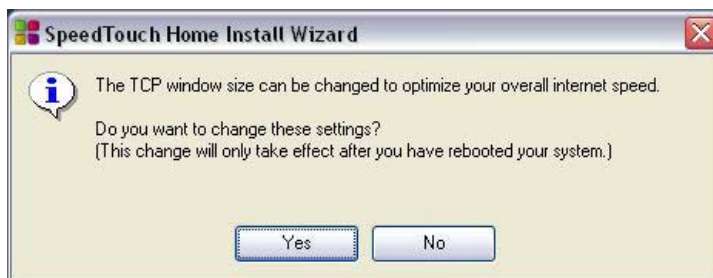 SpeedTouch Home Install Wizard
The TCP window size can be changed to optimize your overall internet speed.
Do you want to change these settings?
(This change will only take effect after you have rebooted your system.)
Yes No